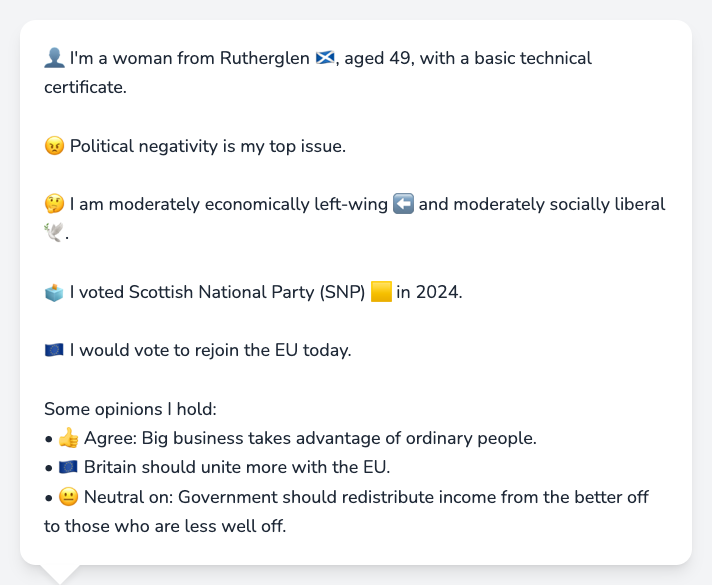 👤 I'm a woman from Rutherglen 🏴󠁧󠁢󠁳󠁣󠁴󠁿, aged 49, with a basic technical
certificate.
😠 Political negativity is my top issue.
🤔 I am moderately economically left-wing ⬅️ and moderately socially liberal
🕊️.
🗳️ I voted Scottish National Party (SNP) 🟨 in 2024.
🇪🇺 I would vote to rejoin the EU today.
Some opinions I hold:
• 👍 Agree: Big business takes advantage of ordinary people.
• 🇪🇺 Britain should unite more with the EU.
• 😐 Neutral on: Government should redistribute income from the better off
to those who are less well off.